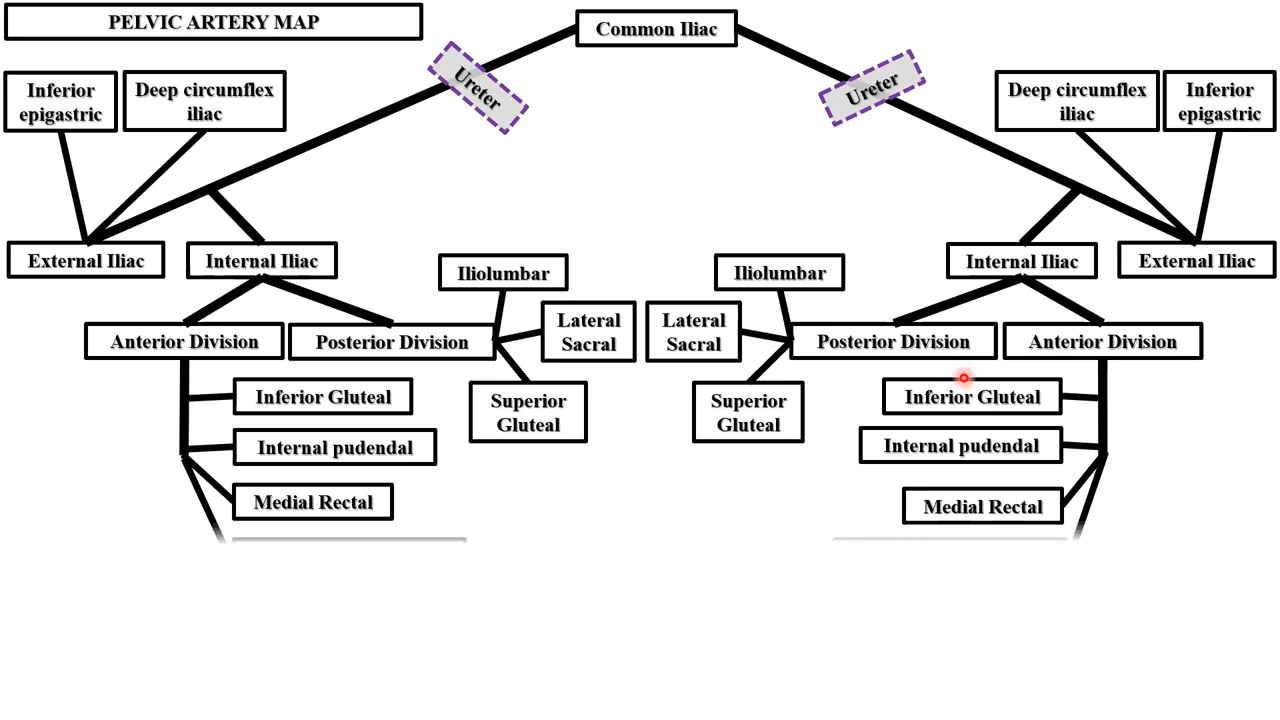 PELVIC ARTERY MAP
Common Iliac
Ureter
Ureter
Inferior
epigastric
Deep circumflex
iliac
Deep circumflex
iliac
Inferior
epigastric
External Iliac
Internal Iliac
Iliolumbar
Iliolumbar
Internal Iliac
External Iliac
Anterior Division
Posterior Division
Lateral
Sacral
Lateral
Sacral
Posterior Division
Anterior Division
Inferior Gluteal
Superior
Gluteal
Superior
Gluteal
Inferior Gluteal
Internal pudendal
Internal pudendal
Medial Rectal
Medial Rectal